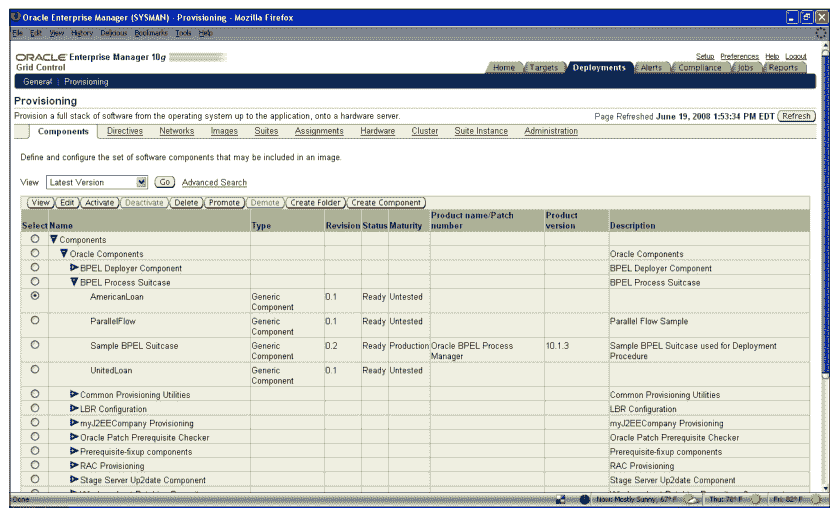 Oracle Enterprise Manager (SYSMAN) - Provisioning - Mozilla Firefox
File Edit View History Delicious Bookmarks Tools Help
ORACLE Enterprise Manager 10g
Grid Control
Setup Preferences Help Logout
Home Targets Deployments Alerts Compliance Jobs Reports
General | Provisioning
Provisioning
Provision a full stack of software from the operating system up to the application, onto a hardware server.
Page Refreshed June 19, 2008 1:53:34 PM EDT Refresh
Components Directives Networks Images Suites Assignments Hardware Cluster Suite Instance Administration
Define and configure the set of software components that may be included in an image.
View Latest Version Go Advanced Search
View Edit Activate Deactivate Delete Promote Demote Create Folder Create Component
Select Name Type Revision Status Maturity Product name/Patch number Product version Description
Components
Oracle Components Oracle Components
BPEL Deployer Component BPEL Deployer Component
BPEL Process Suitcase BPEL Process Suitcase
AmericanLoan Generic Component 0.1 Ready Untested
ParallelFlow Generic Component 0.1 Ready Untested Parallel Flow Sample
Sample BPEL Suitcase Generic Component 0.2 Ready Production Oracle BPEL Process Manager 10.1.3 Sample BPEL Suitcase used for Deployment Procedure
UnitedLoan Generic Component 0.1 Ready Untested
Common Provisioning Utilities Common Provisioning Utilities
LBR Configuration LBR Configuration
myJ2EECompany Provisioning myJ2EECompany Provisioning
Oracle Patch Prerequisite Checker Oracle Patch Prerequisite Checker
Prerequisite-fixup components Prerequisite-fixup components
RAC Provisioning RAC Provisioning
Stage Server Up2date Component Stage Server Up2date Component
Done Now: Mostly Sunny, 67° F Thu: 78° F Fri: 82° F